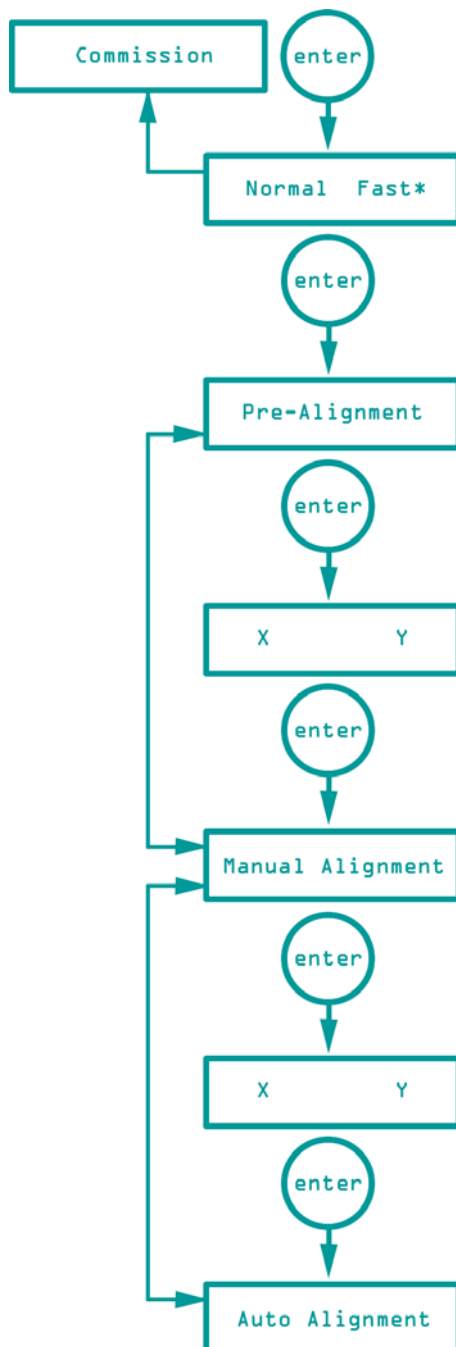 Commission
enter
Normal Fast*
enter
Pre-Alignment
enter
X Y
enter
Manual Alignment
enter
X Y
enter
Auto Alignment